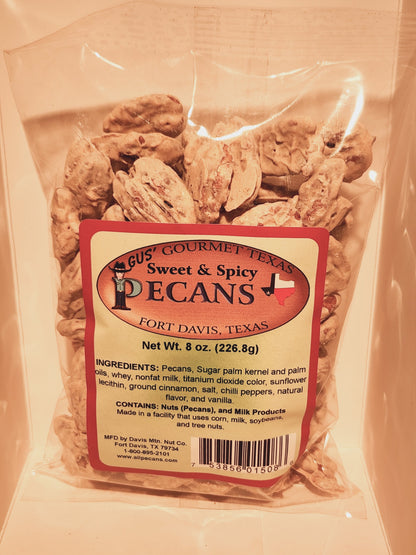 GUS' GOURMET TEXAS
Sweet & Spicy
PECANS
FORT DAVIS, TEXAS
Net Wt. 8 oz. (226.8g)
INGREDIENTS: Pecans, Sugar palm kernel and palm
oils, whey, nonfat milk, titanium dioxide color, sunflower
lecithin, ground cinnamon, salt, chili peppers, natural
flavor, and vanilla.
CONTAINS: Nuts (Pecans), and Milk Products
Made in a facility that uses corn, milk, soybeans,
and tree nuts.
MFD by Davis Mtn. Nut Co.
Fort Davis, TX 79734
1-800-895-2101
www.allpecans.com
7 53856 01508